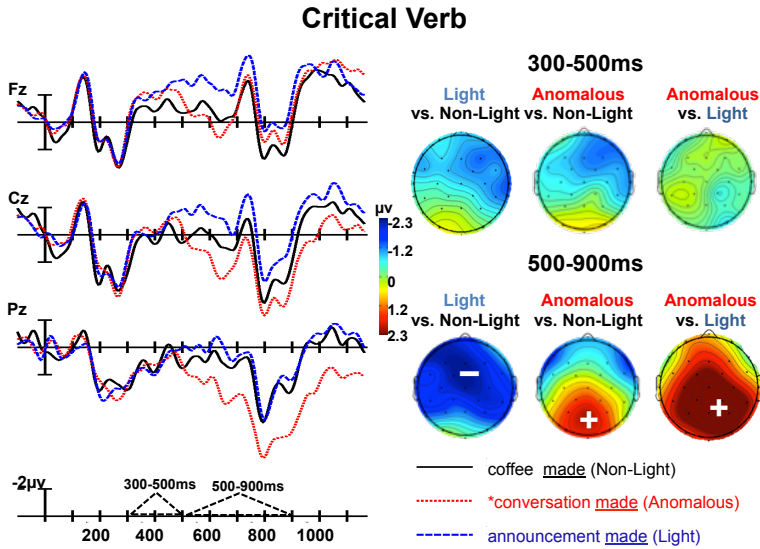 Critical Verb
Fz
Cz
Pz
-2µv
300-500ms
500-900ms
200
400
600
800
1000
µv
-2.3
-1.2
0
1.2
2.3
300-500ms
Light
vs. Non-Light
Anomalous
vs. Non-Light
Anomalous
vs. Light
500-900ms
Light
vs. Non-Light
Anomalous
vs. Non-Light
Anomalous
vs. Light
−
+
+
coffee made (Non-Light)
*conversation made (Anomalous)
announcement made (Light)